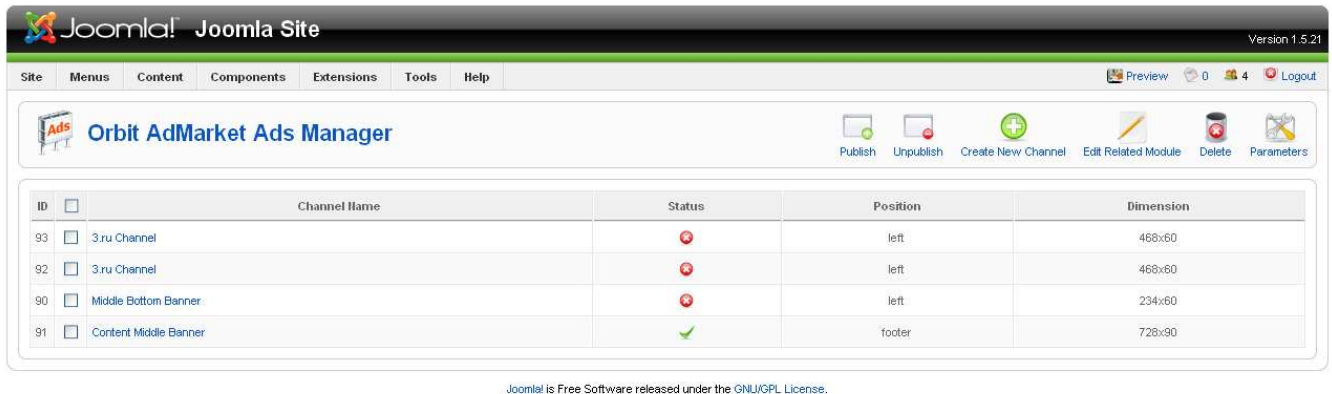 Joomla! Joomla Site
Version 1.5.21
Site Menus Content Components Extensions Tools Help Preview 0 4 Logout
Ads Orbit AdMarket Ads Manager
Publish Unpublish Create New Channel Edit Related Module Delete Parameters
ID Channel Name Status Position Dimension
93 3.ru Channel left 468x60
92 3.ru Channel left 468x60
90 Middle Bottom Banner left 234x60
91 Content Middle Banner footer 728x90
Joomla! is Free Software released under the GNU/GPL License.